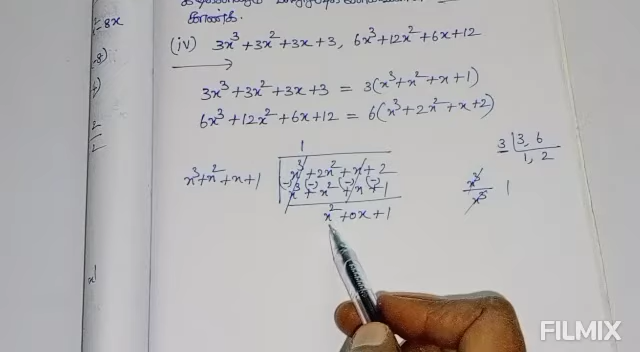 = 8x
காண்க.
(iv) 3x³+3x²+3x+3, 6x³+12x²+6x+12
3x³+3x²+3x+3 = 3(x³+x²+x+1)
6x³+12x²+6x+12 = 6(x³+2x²+x+2)
3 | 3, 6
1, 2
1
x³+x²+x+1 | x³+2x²+x+2
(-) (-) (-) (-)
x³+x²+x+1
x²+0x+1
x³/x³ 1
FILMIX